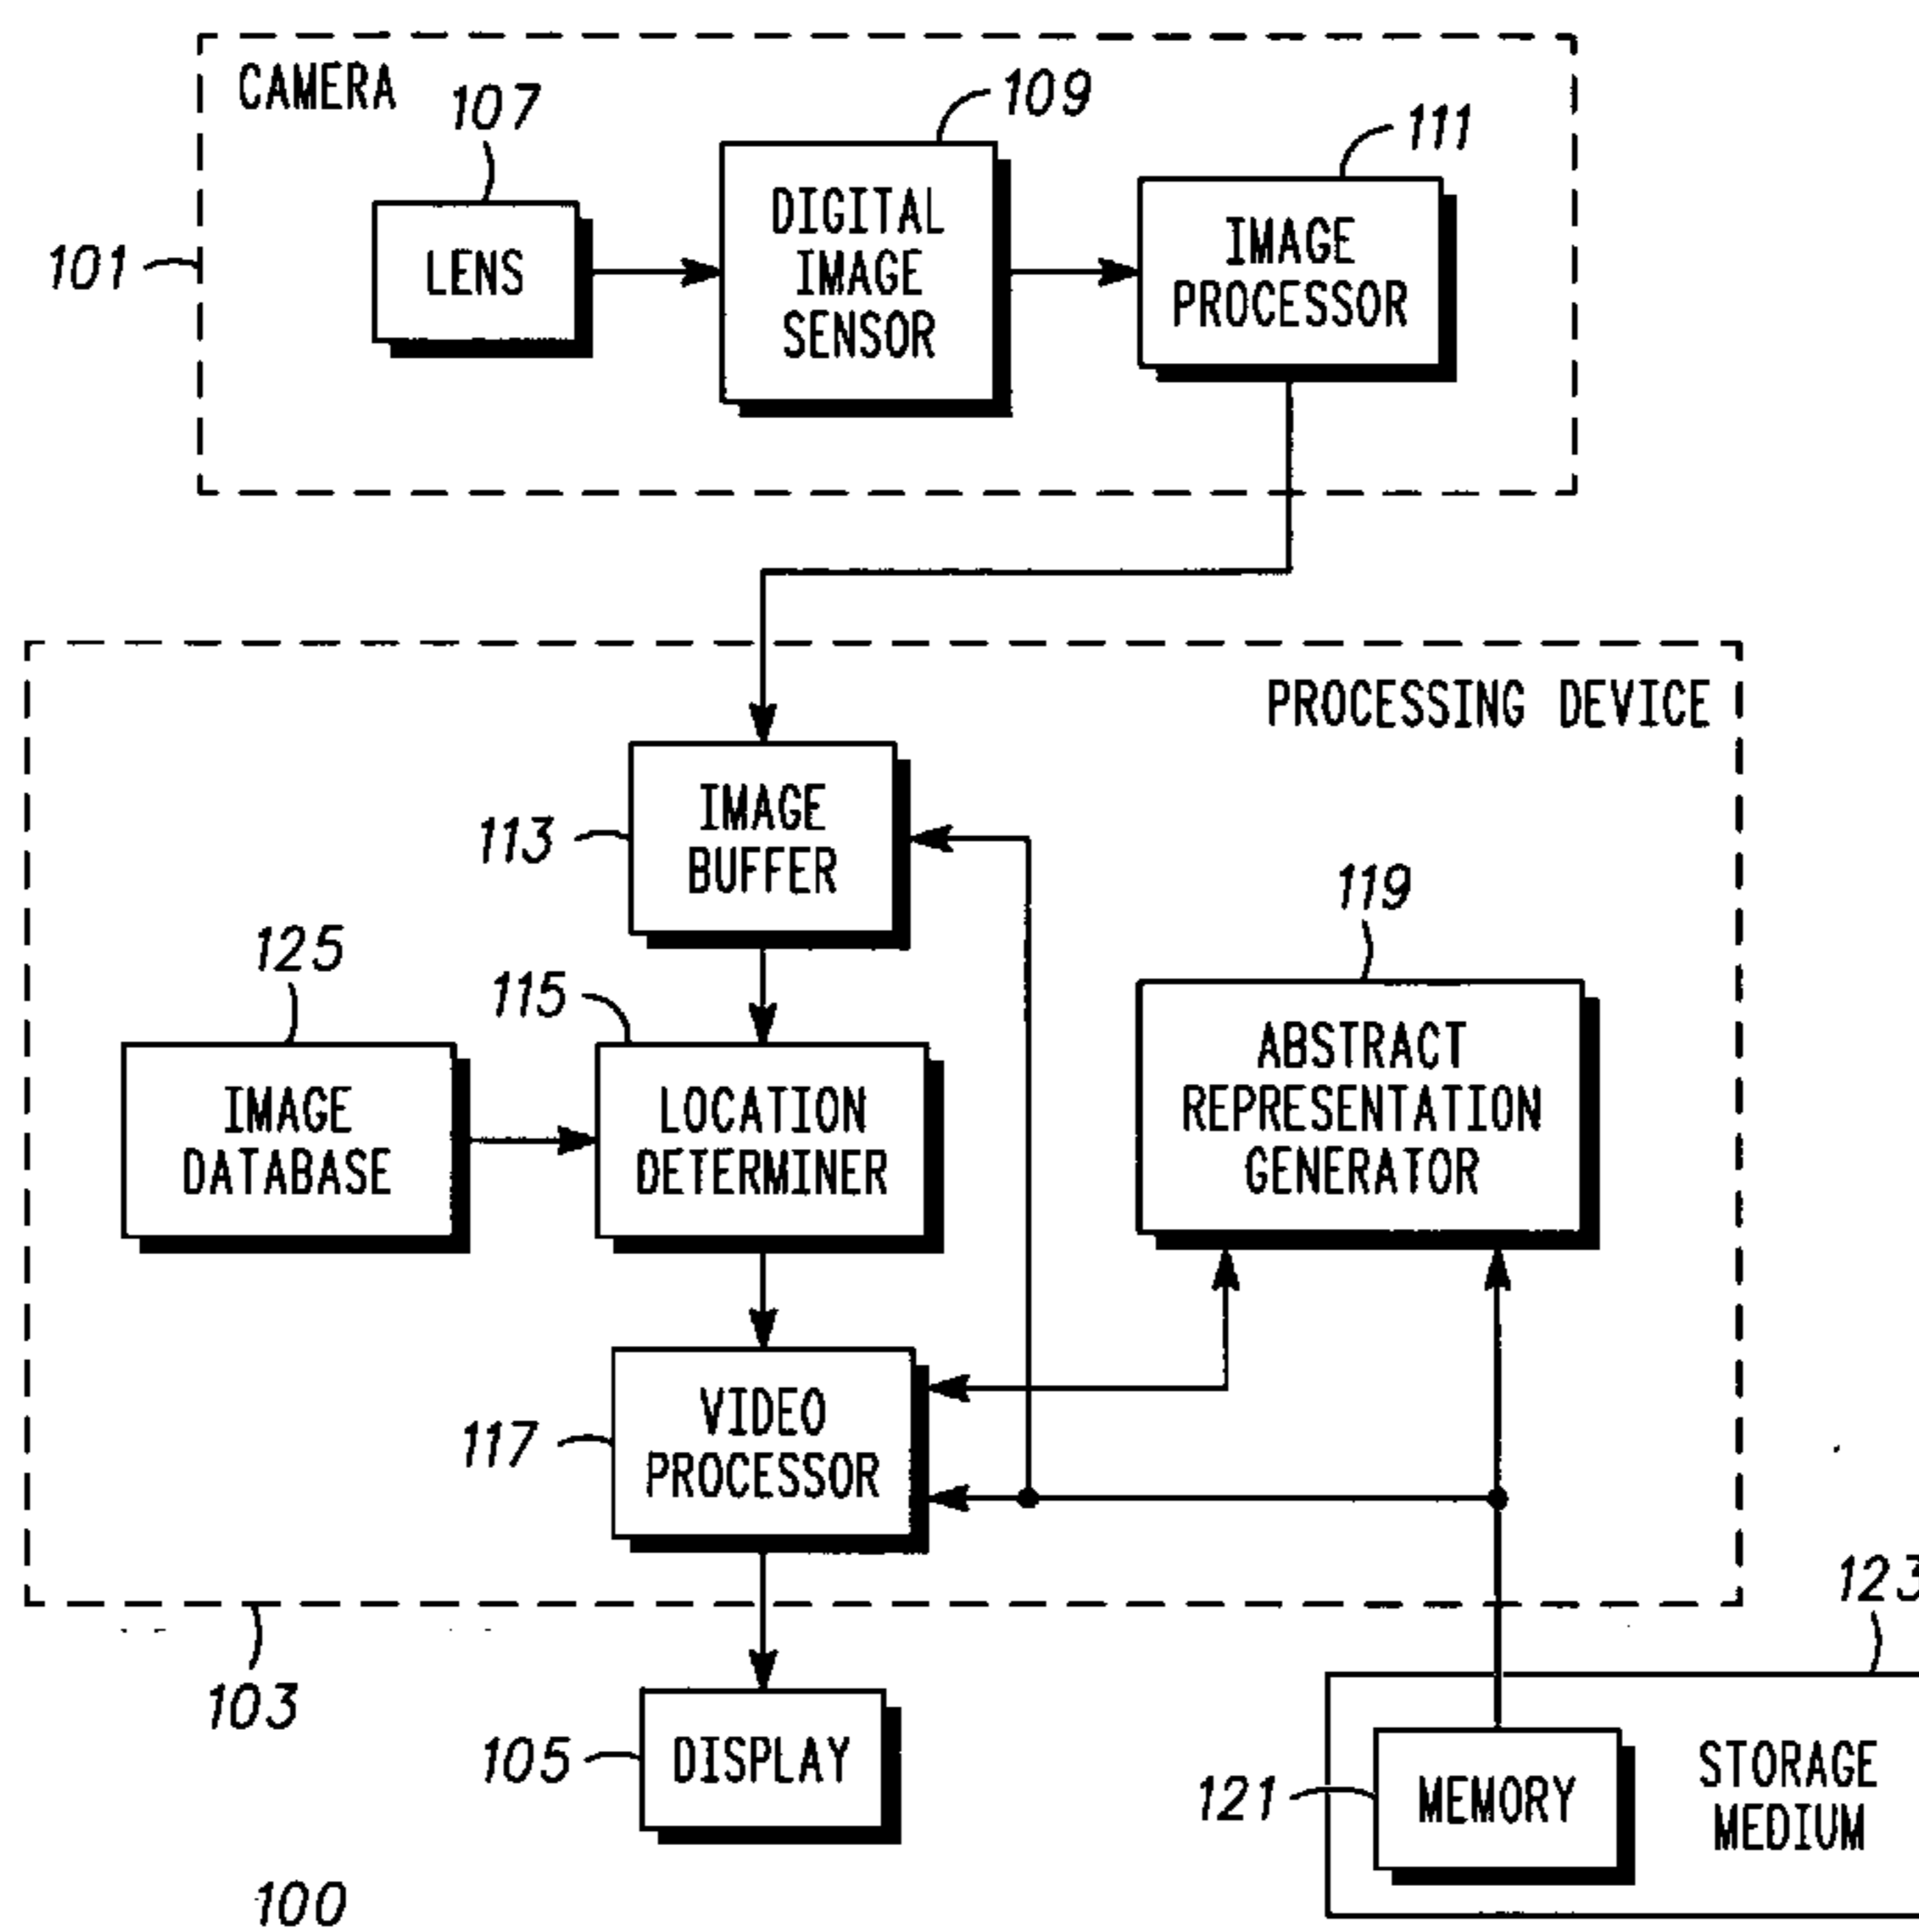 CAMERA
107
109
111
101
LENS
DIGITAL
IMAGE
SENSOR
IMAGE
PROCESSOR
PROCESSING DEVICE
113
IMAGE
BUFFER
119
125
115
IMAGE
DATABASE
LOCATION
DETERMINER
ABSTRACT
REPRESENTATION
GENERATOR
117
VIDEO
PROCESSOR
123
103
105
DISPLAY
121
MEMORY
STORAGE
MEDIUM
100